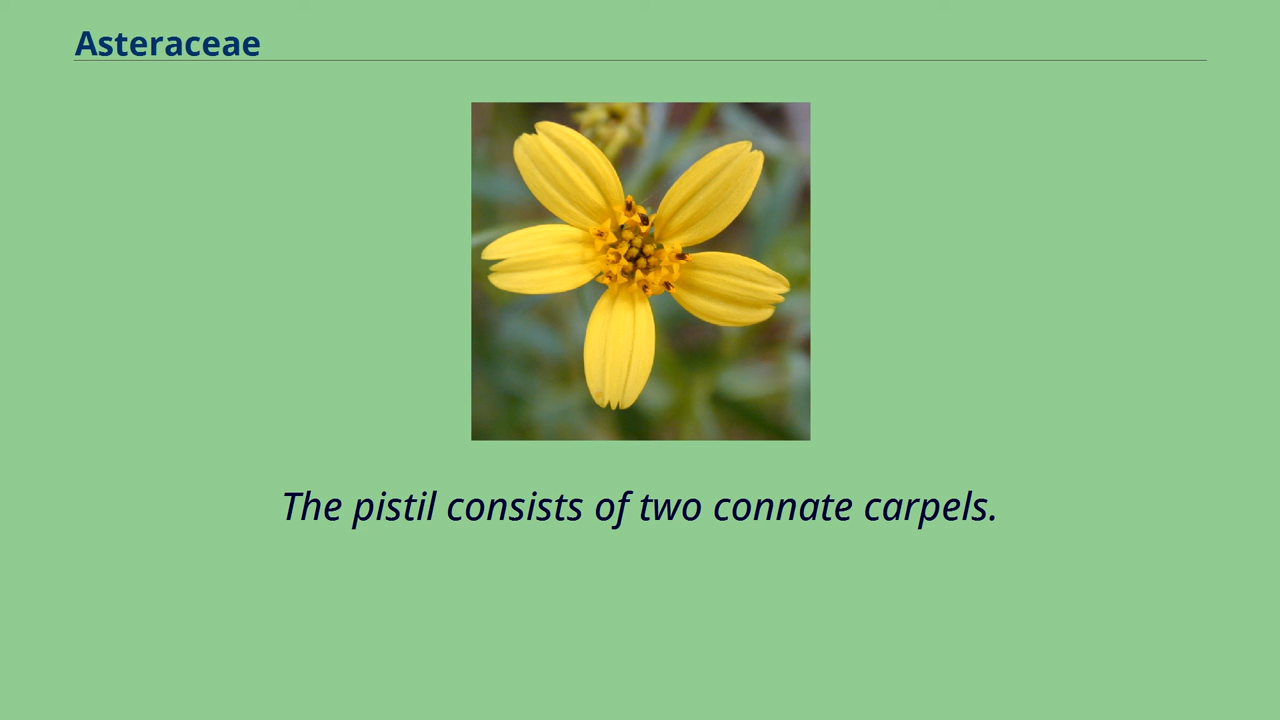 Asteraceae
The pistil consists of two connate carpels.